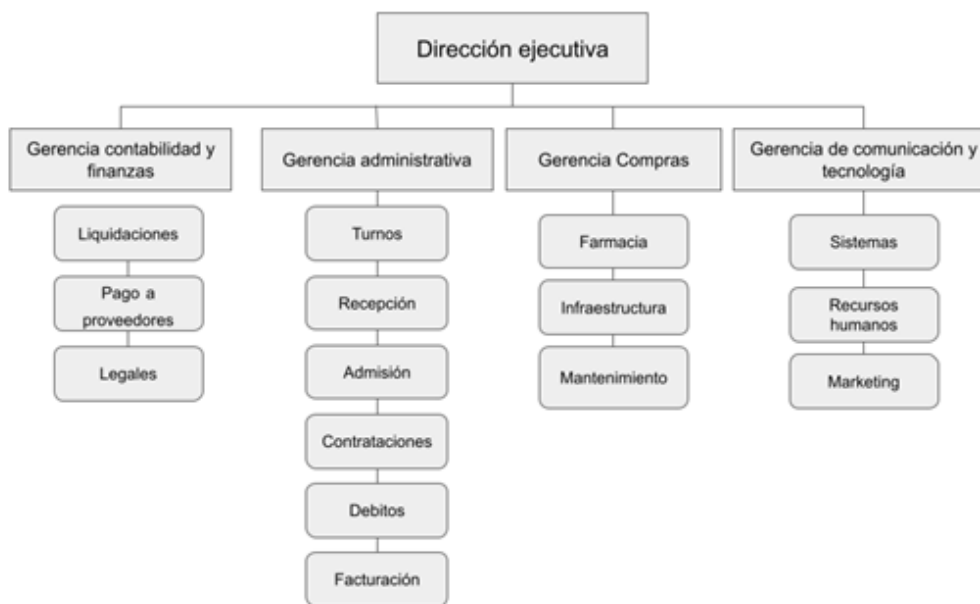 Dirección ejecutiva
Gerencia contabilidad y
finanzas
Gerencia administrativa
Gerencia Compras
Gerencia de comunicación y
tecnología
Liquidaciones
Pago a
proveedores
Legales
Turnos
Recepción
Admisión
Contrataciones
Debitos
Facturación
Farmacia
Infraestructura
Mantenimiento
Sistemas
Recursos
humanos
Marketing